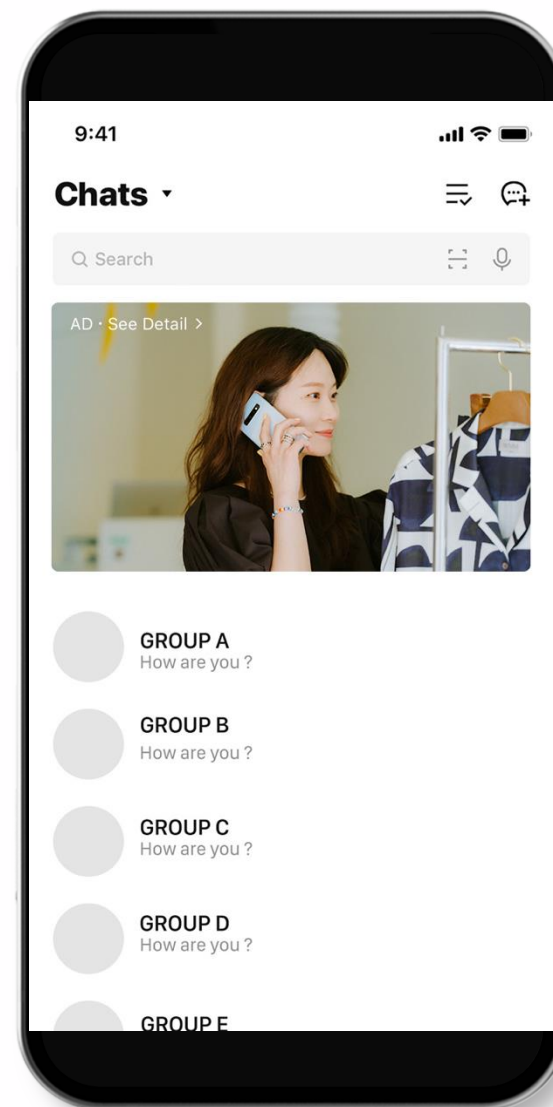 9:41
Chats
Search
AD · See Detail >
GROUP A
How are you ?
GROUP B
How are you ?
GROUP C
How are you ?
GROUP D
How are you ?
GROUP E